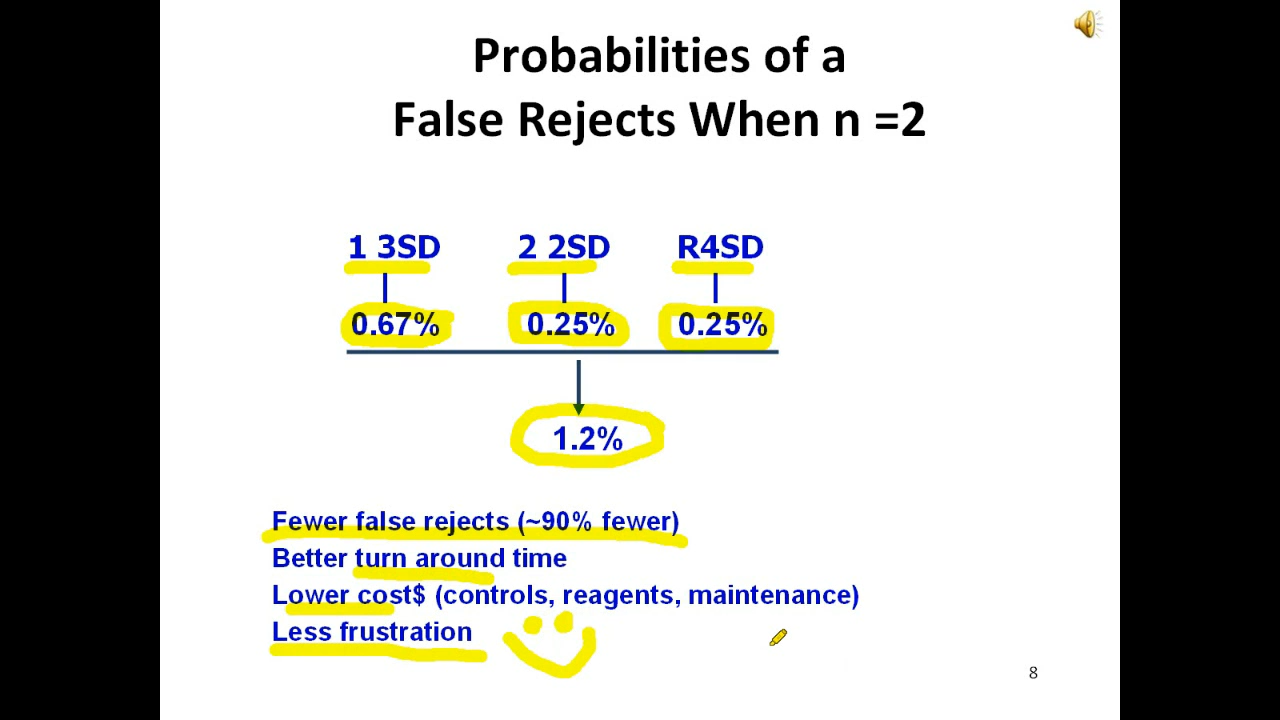 Probabilities of a
False Rejects When n =2
1 3SD 2 2SD R4SD
0.67% 0.25% 0.25%
1.2%
Fewer false rejects (~90% fewer)
Better turn around time
Lower cost$ (controls, reagents, maintenance)
Less frustration
8